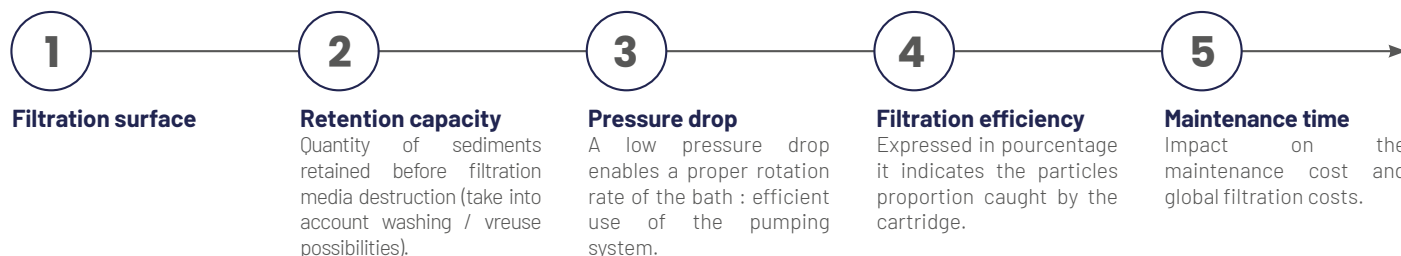 1
2
3
4
5
Filtration surface
Retention capacity
Quantity of sediments
retained before filtration
media destruction (take into
account washing / vreuse
possibilities).
Pressure drop
A low pressure drop
enables a proper rotation
rate of the bath : efficient
use of the pumping
system.
Filtration efficiency
Expressed in pourcentage
it indicates the particles
proportion caught by the
cartridge.
Maintenance time
Impact on the
maintenance cost and
global filtration costs.